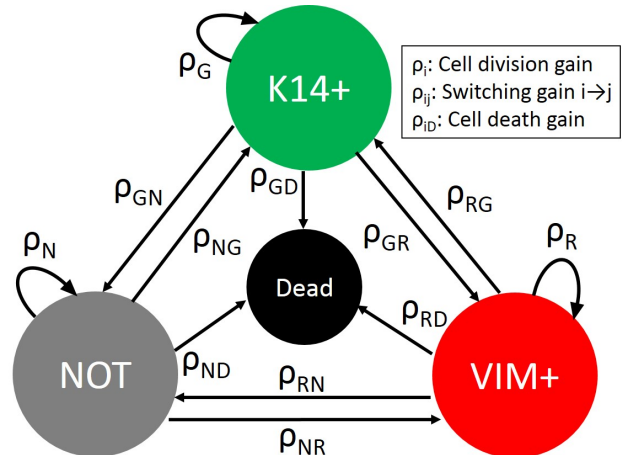 ρG
K14+
ρi: Cell division gain
ρij: Switching gain i→j
ρiD: Cell death gain
ρGN
ρGD
ρRG
ρNG
ρGR
ρN
ρR
Dead
ρRD
NOT
ρND
ρRN
VIM+
ρNR